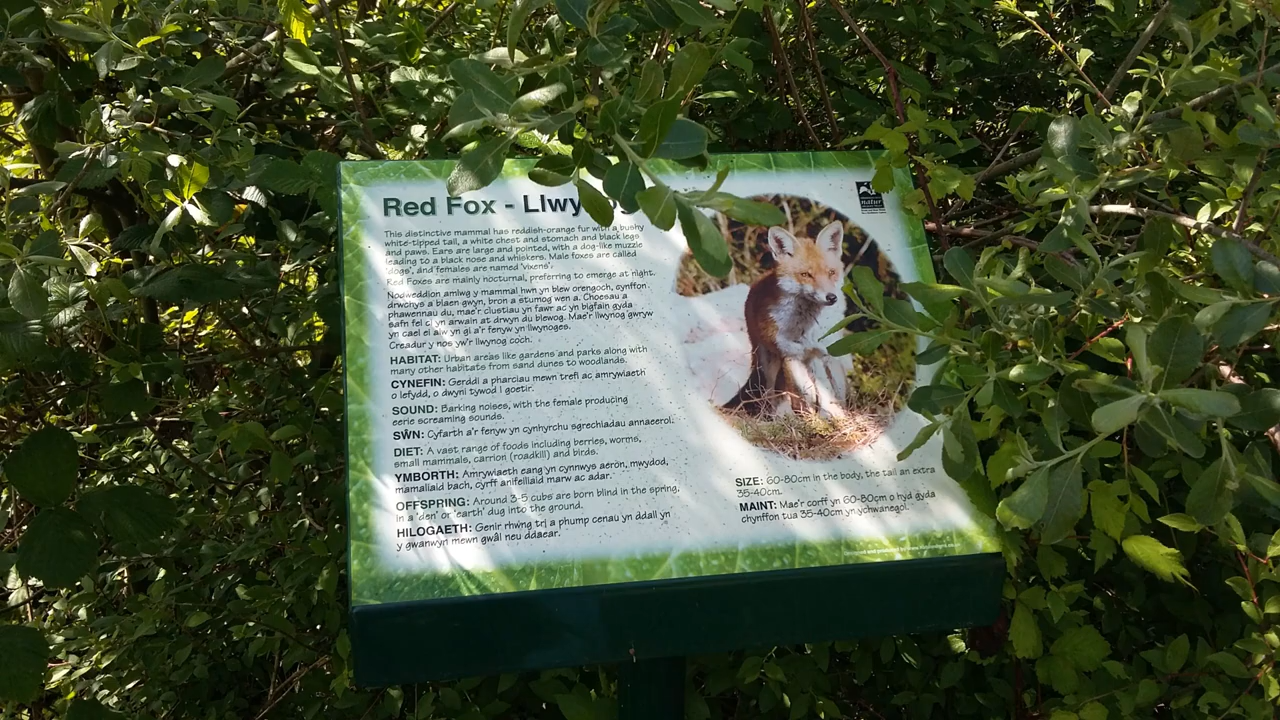 Red Fox - Llwy
This distinctive mammal has reddish-orange fur with a bushy
white-tipped tail, a white chest and stomach and black legs
and paws. Ears are large and pointed, with a dog-like muzzle
leading to a black nose and whiskers. Male foxes are called
'dogs', and females are named 'vixens'.
Red Foxes are mainly nocturnal, preferring to emerge at night.
Nodweddion amlwg y mammal hwn yn blew orengoch, cynffon
drwchys a blaen gwyn, bron a stumog wen a. Choesau a
phawennau du, mae'r clustiau yn fawr ac yn bigfain gyda
safn fel ci yn arwain at drwyn du blewog. Mae'r llwynog gwryw
yn cael ei alw yn gi a'r fenyw yn llwynoges.
Creadur y nos yw'r llwynog coch.
HABITAT: Urban areas like gardens and parks along with
many other habitats from sand dunes to woodlands.
CYNEFIN: Gerddi a pharciau mewn trefi ac amrywiaeth
o lefydd, o dwyni tywod i goetir.
SOUND: Barking noises, with the female producing
eerie screaming sounds.
SŴN: Cyfarth a'r fenyw yn cynhyrchu sgrechiadau annaerol.
DIET: A vast range of foods including berries, worms,
small mammals, carrion (roadkill) and birds.
YMBORTH: Amrywiaeth eang yn cynnwys aeron, mwydod,
mamaliaid bach, cyrff anifeiliaid marw ac adar.
OFFSPRING: Around 3-5 cubs are born blind in the spring,
in a 'den' or 'earth' dug into the ground.
HILOGAETH: Genir rhwng tri a phump cenau yn ddall yn
y gwanwyn mewn gwâl neu ddaear.
SIZE: 60-80cm in the body, the tail an extra
35-40cm.
MAINT: Mae'r corff yn 60-80cm o hyd gyda
chynffon tua 35-40cm yn ychwanegol.
natur